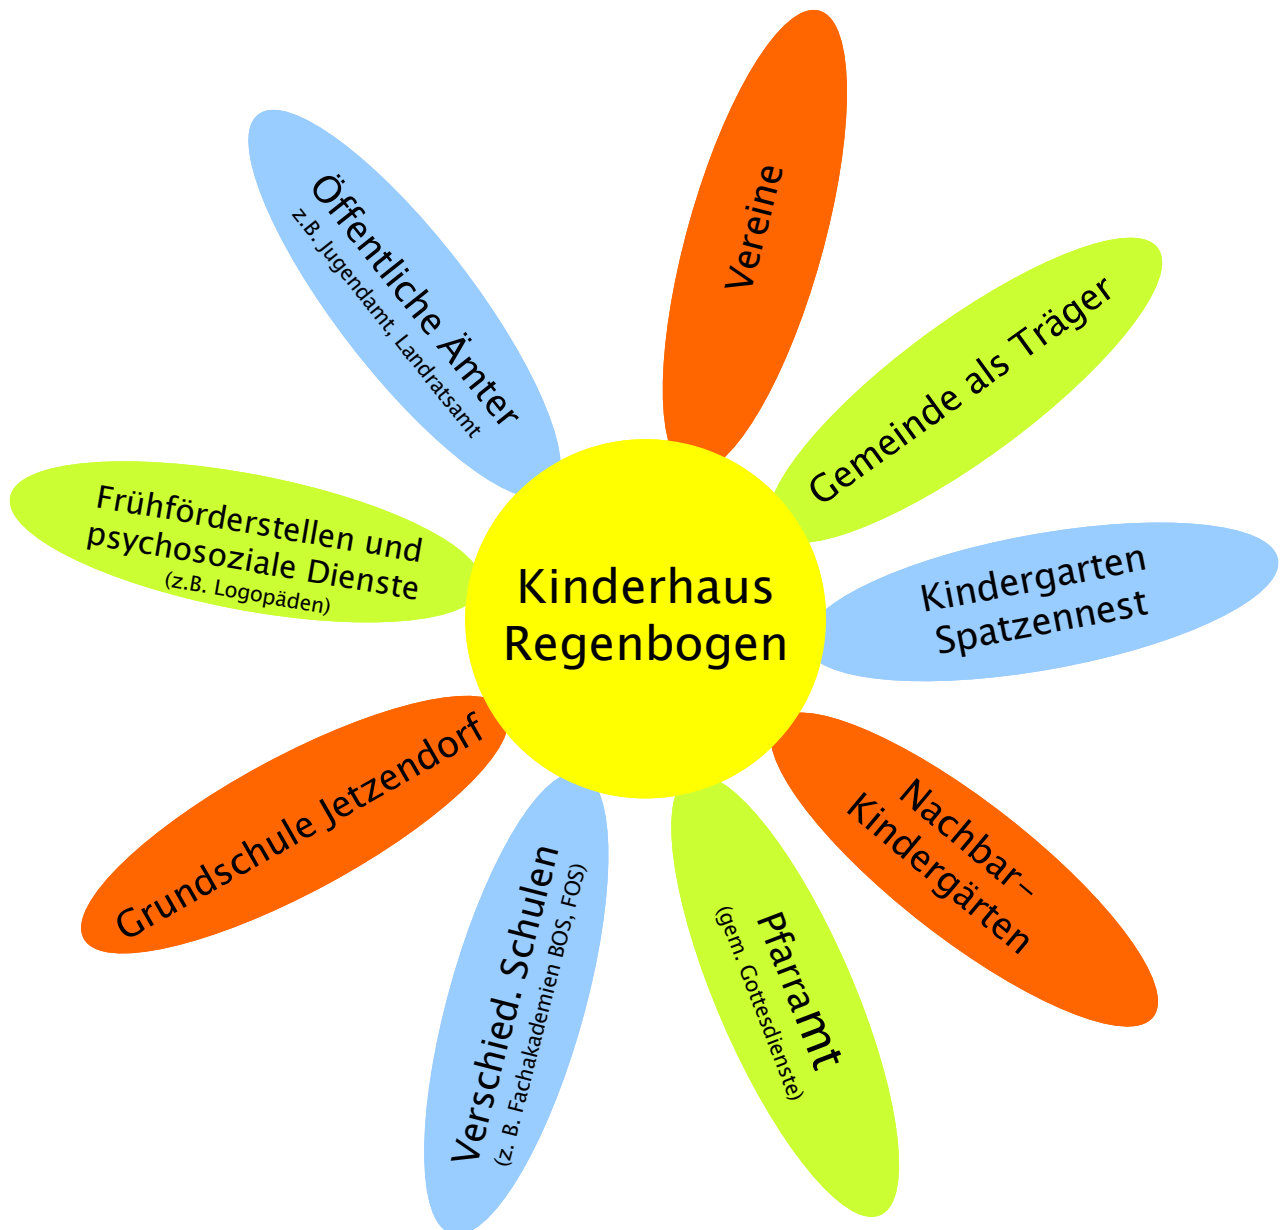 Kinderhaus
Regenbogen
Vereine
Gemeinde als Träger
Kindergarten
Spatzennest
Nachbar-
Kindergärten
Pfarramt
(gem. Gottesdienste)
Verschied. Schulen
(z. B. Fachakademien BOS, FOS)
Grundschule Jetzendorf
Frühförderstellen und
psychosoziale Dienste
(z.B. Logopäden)
Öffentliche Ämter
z.B. Jugendamt, Landratsamt